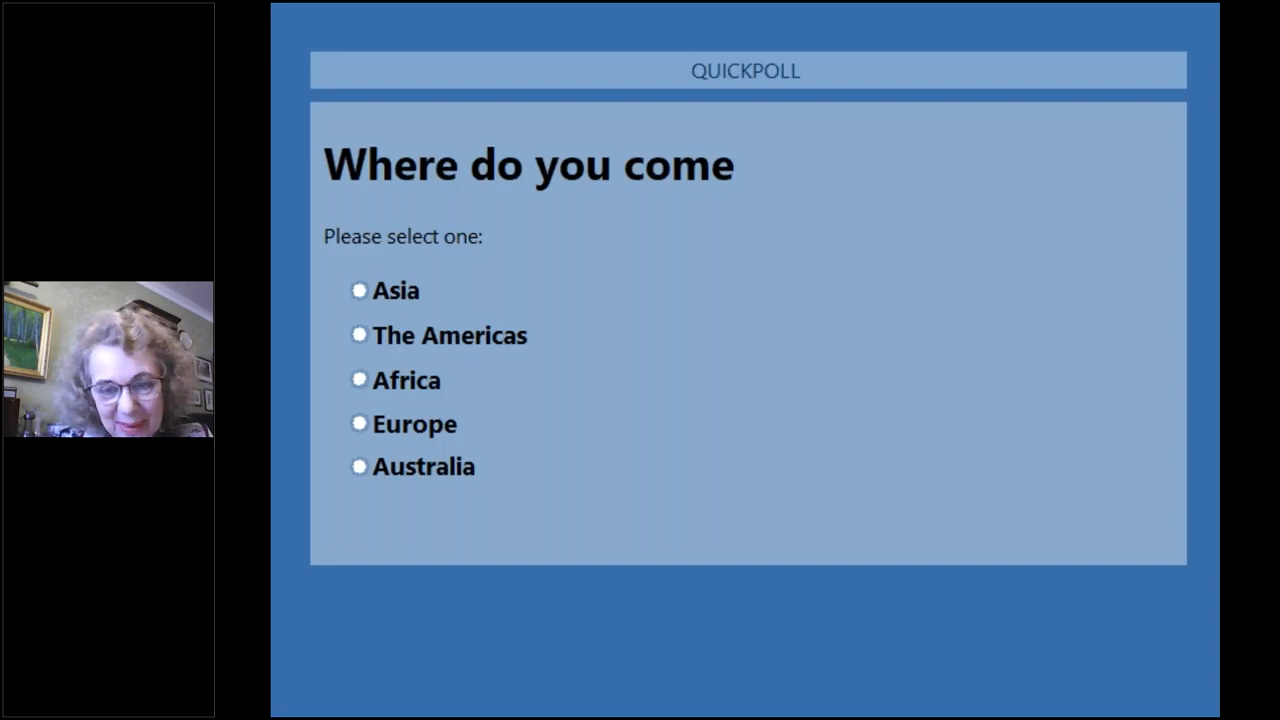 QUICKPOLL
Where do you come
Please select one:
Asia
The Americas
Africa
Europe
Australia